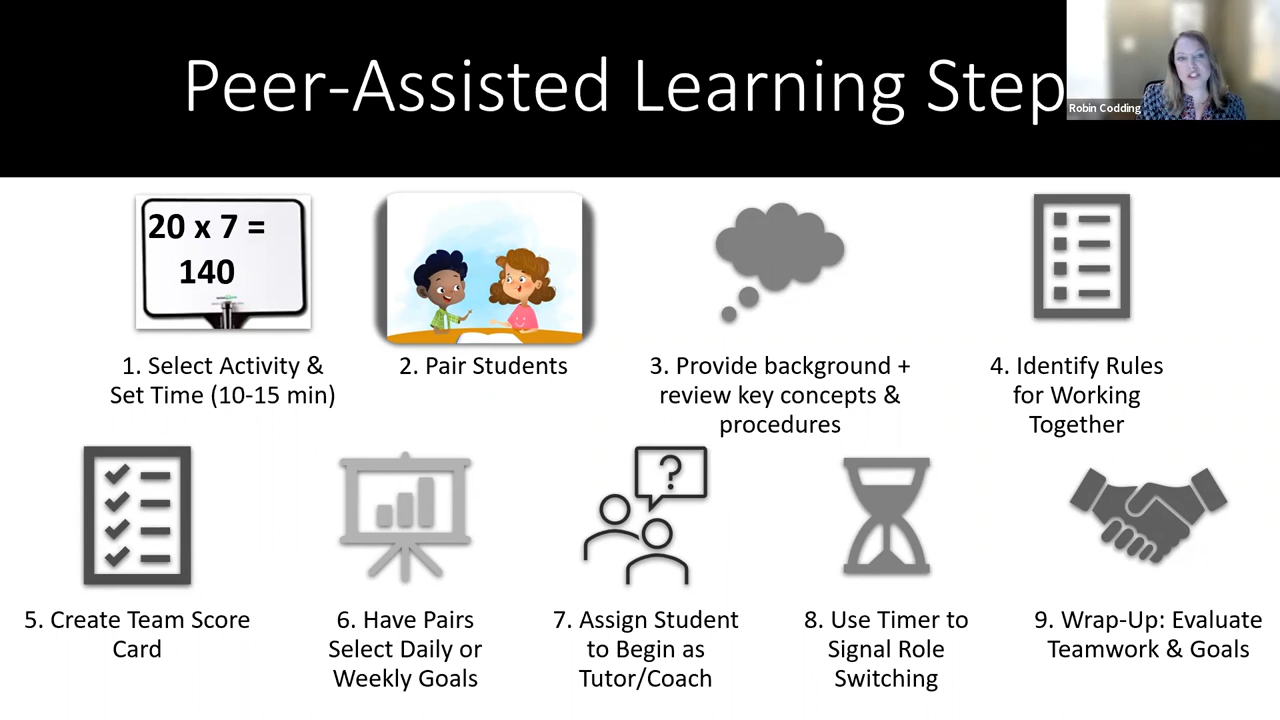 Peer-Assisted Learning Step
Robin Codding
20 x 7 =
140
1. Select Activity &
Set Time (10-15 min)
2. Pair Students
3. Provide background +
review key concepts &
procedures
4. Identify Rules
for Working
Together
5. Create Team Score
Card
6. Have Pairs
Select Daily or
Weekly Goals
?
7. Assign Student
to Begin as
Tutor/Coach
8. Use Timer to
Signal Role
Switching
9. Wrap-Up: Evaluate
Teamwork & Goals